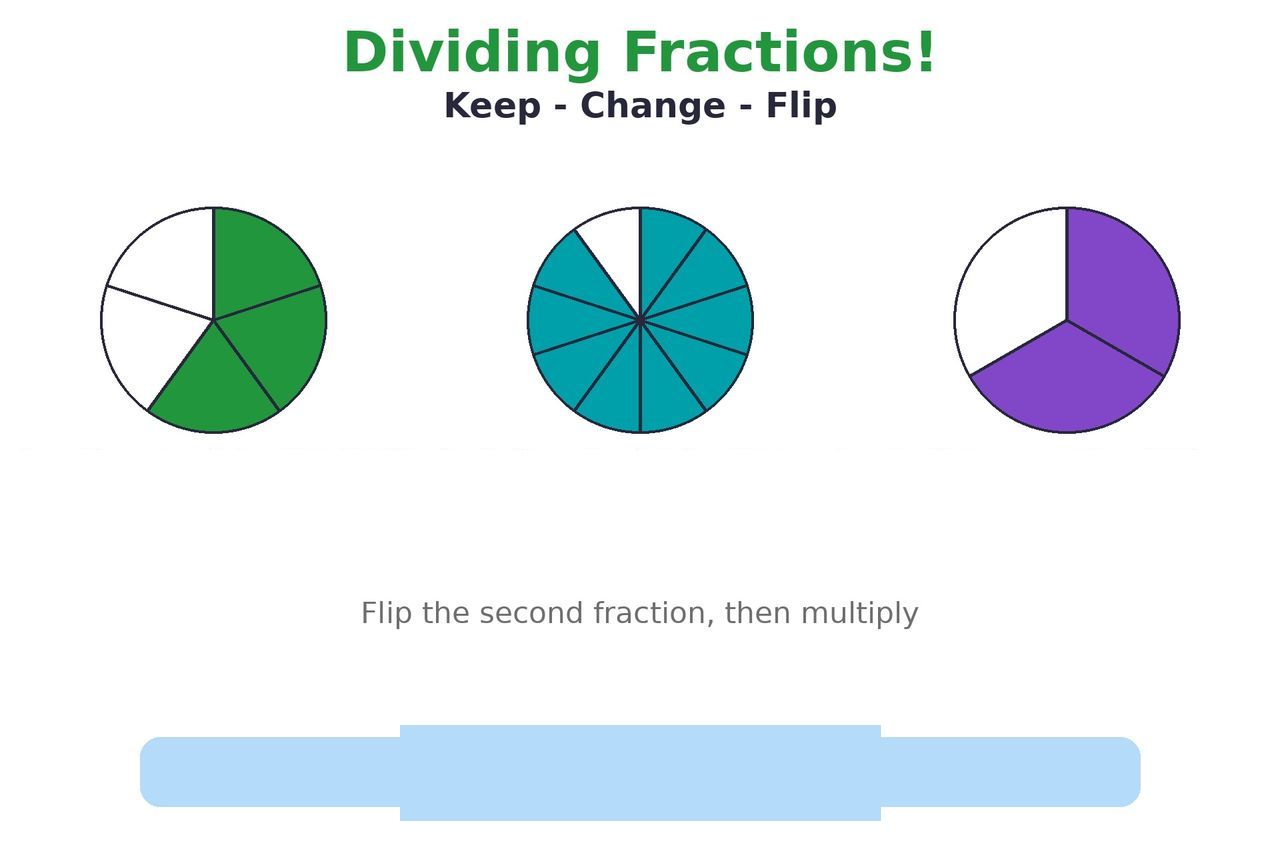 Dividing Fractions!
Keep - Change - Flip
Flip the second fraction, then multiply